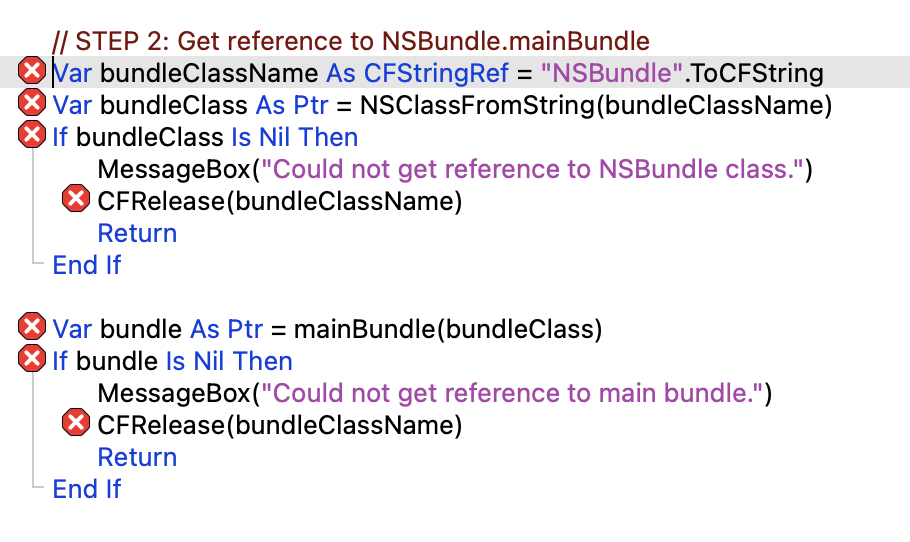 // STEP 2: Get reference to NSBundle.mainBundle
Var bundleClassName As CFStringRef = "NSBundle".ToCFString
Var bundleClass As Ptr = NSClassFromString(bundleClassName)
If bundleClass Is Nil Then
MessageBox("Could not get reference to NSBundle class.")
CFRelease(bundleClassName)
Return
End If
Var bundle As Ptr = mainBundle(bundleClass)
If bundle Is Nil Then
MessageBox("Could not get reference to main bundle.")
CFRelease(bundleClassName)
Return
End If